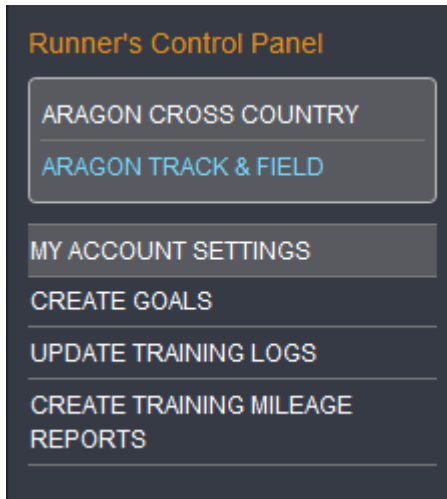 Runner's Control Panel
ARAGON CROSS COUNTRY
ARAGON TRACK & FIELD
MY ACCOUNT SETTINGS
CREATE GOALS
UPDATE TRAINING LOGS
CREATE TRAINING MILEAGE
REPORTS